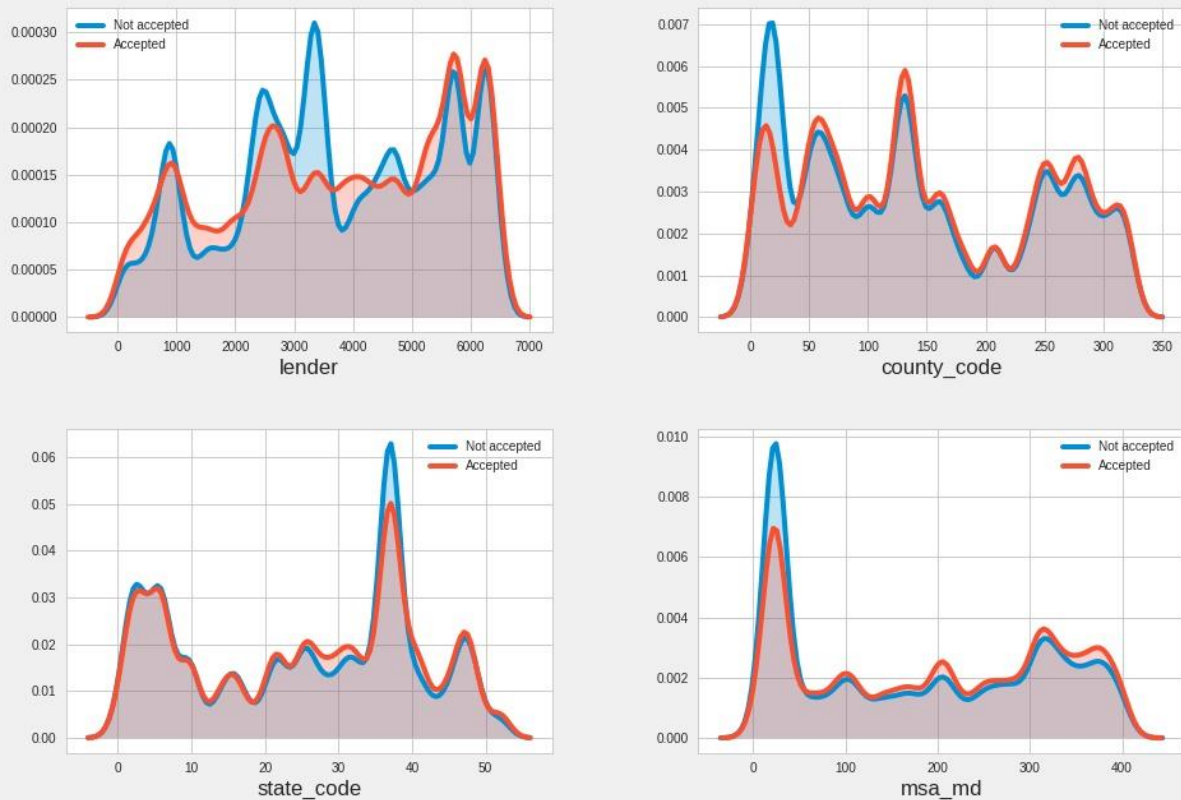 0.00030
0.00025
0.00020
0.00015
0.00010
0.00005
0.00000
Not accepted
Accepted
0 1000 2000 3000 4000 5000 6000 7000
lender
0.007
0.006
0.005
0.004
0.003
0.002
0.001
0.000
Not accepted
Accepted
0 50 100 150 200 250 300 350
county_code
0.06
0.05
0.04
0.03
0.02
0.01
0.00
Not accepted
Accepted
0 10 20 30 40 50
state_code
0.010
0.008
0.006
0.004
0.002
0.000
Not accepted
Accepted
0 100 200 300 400
msa_md